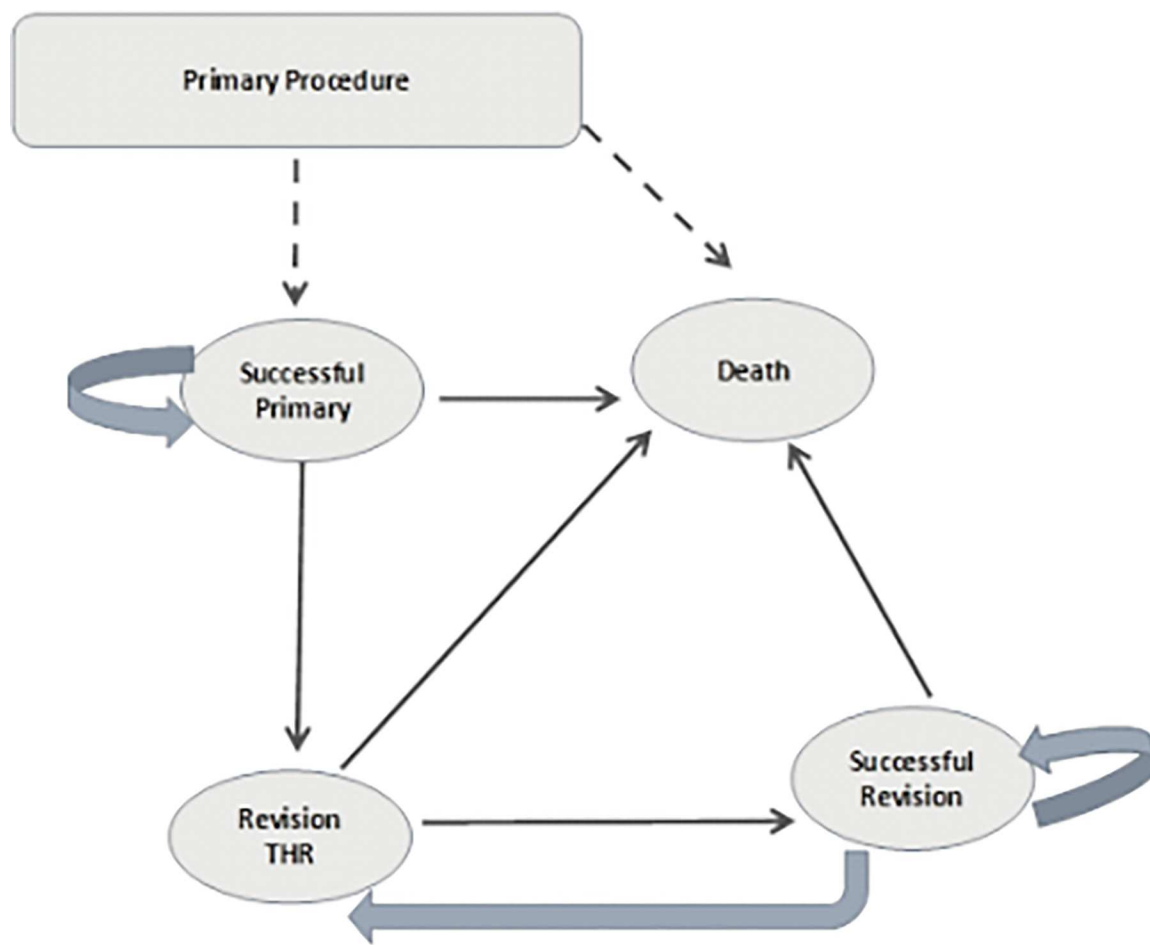 Primary Procedure
Successful
Primary
Death
Successful
Revision
Revision
THR